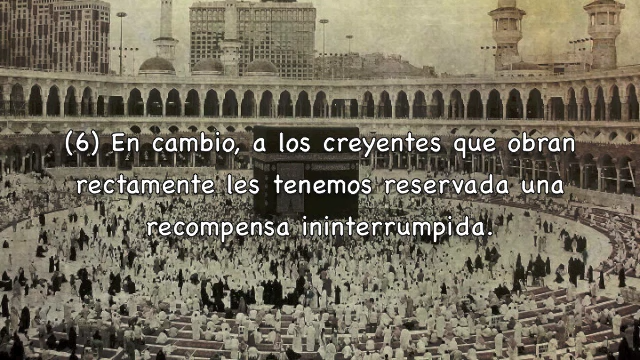 (6) En cambio, a los creyentes que obran
rectamente les tenemos reservada una
recompensa ininterrumpida.